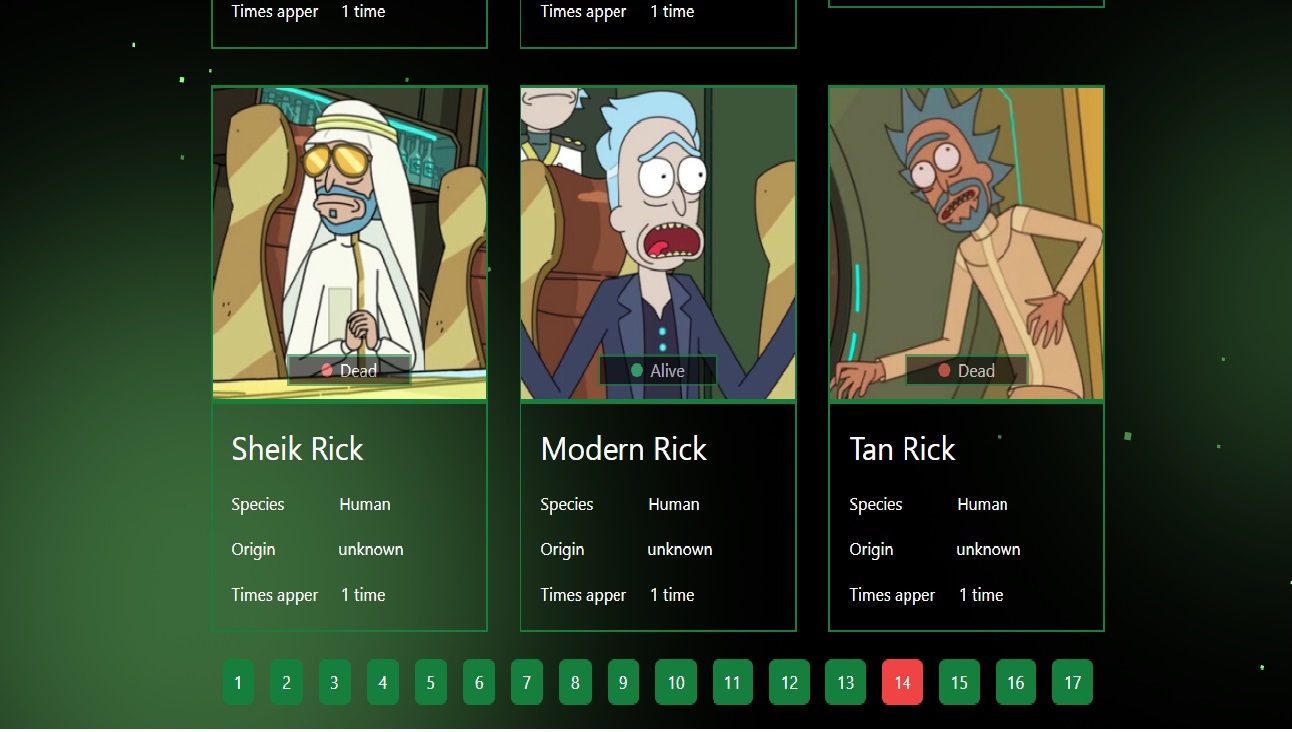 Times apper 1 time
Times apper 1 time
Dead
Alive
Dead
Sheik Rick
Species Human
Origin unknown
Times apper 1 time
Modern Rick
Species Human
Origin unknown
Times apper 1 time
Tan Rick
Species Human
Origin unknown
Times apper 1 time
1 2 3 4 5 6 7 8 9 10 11 12 13 14 15 16 17